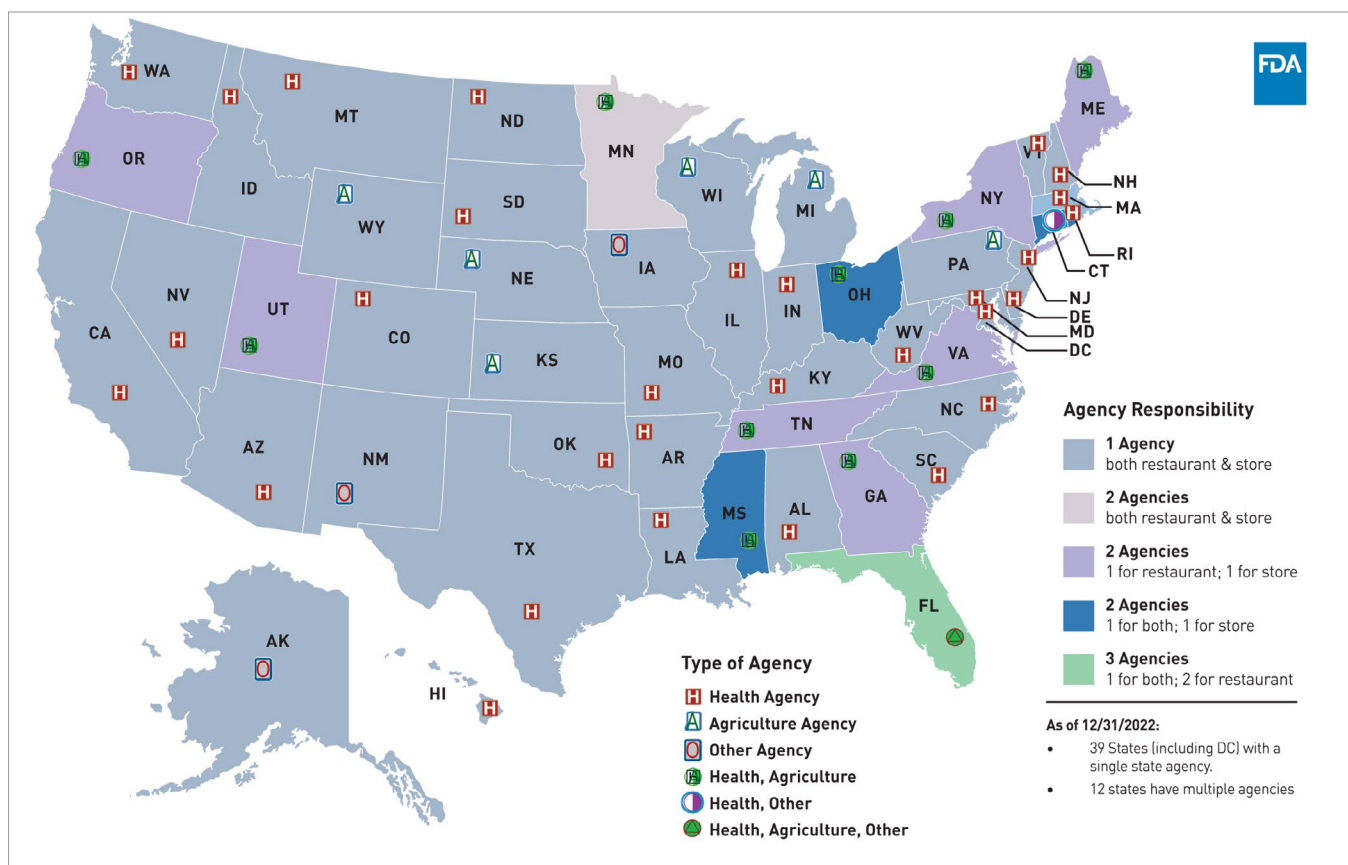 FDA
WA
MT
ND
MN
ME
OR
ID
SD
WI
MI
NY
VT
NH
MA
RI
CT
WY
NE
IA
PA
NJ
DE
MD
DC
NV
UT
CO
KS
MO
IL
IN
OH
WV
VA
KY
CA
AZ
NM
OK
AR
TN
NC
SC
MS
AL
GA
TX
LA
FL
AK
HI
Agency Responsibility
1 Agency
both restaurant & store
2 Agencies
both restaurant & store
2 Agencies
1 for restaurant; 1 for store
2 Agencies
1 for both; 1 for store
3 Agencies
1 for both; 2 for restaurant
Type of Agency
H Health Agency
A Agriculture Agency
O Other Agency
H Health, Agriculture
Health, Other
Health, Agriculture, Other
As of 12/31/2022:
• 39 States (including DC) with a
single state agency.
• 12 states have multiple agencies